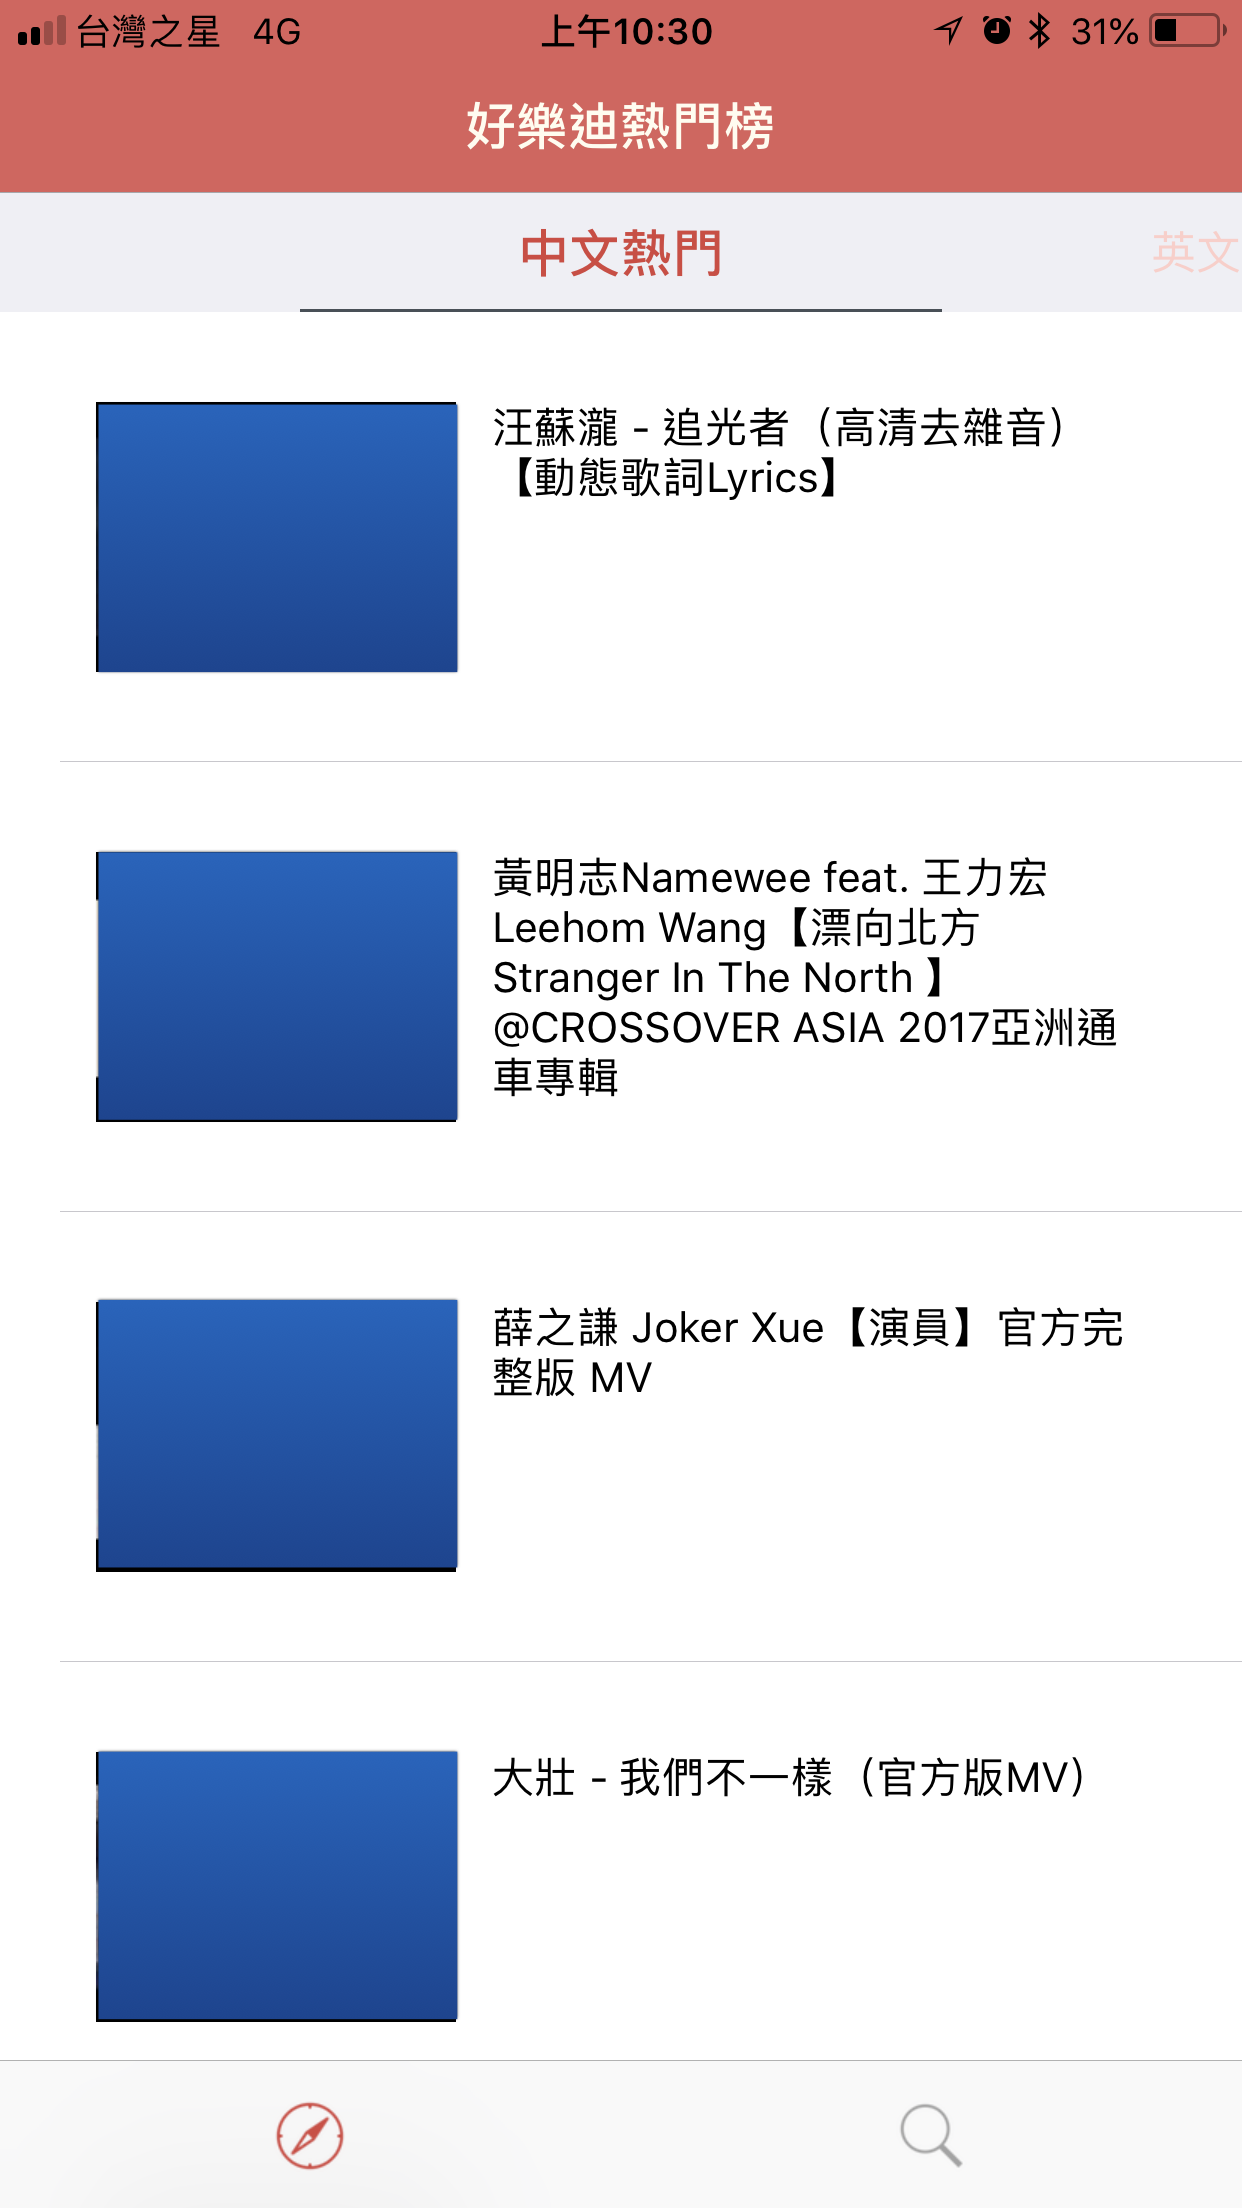 台灣之星 4G 上午10:30 31%
好樂迪熱門榜
中文熱門 英文
汪蘇瀧 - 追光者（高清去雜音）
【動態歌詞Lyrics】
黃明志Namewee feat. 王力宏
Leehom Wang【漂向北方
Stranger In The North 】
@CROSSOVER ASIA 2017亞洲通
車專輯
薛之謙 Joker Xue【演員】官方完
整版 MV
大壯 - 我們不一樣（官方版MV）